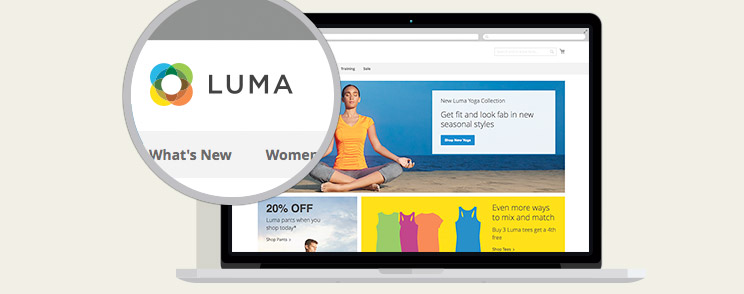 LUMA
What's New
Women
Training
Sale
New Luma Yoga Collection
Get fit and look fab in new
seasonal styles
Shop New Yoga
20% OFF
Luma pants when you
shop today*
Shop Pants >
Even more ways
to mix and match
Buy 3 Luma tees get a 4th
free
Shop Tees >